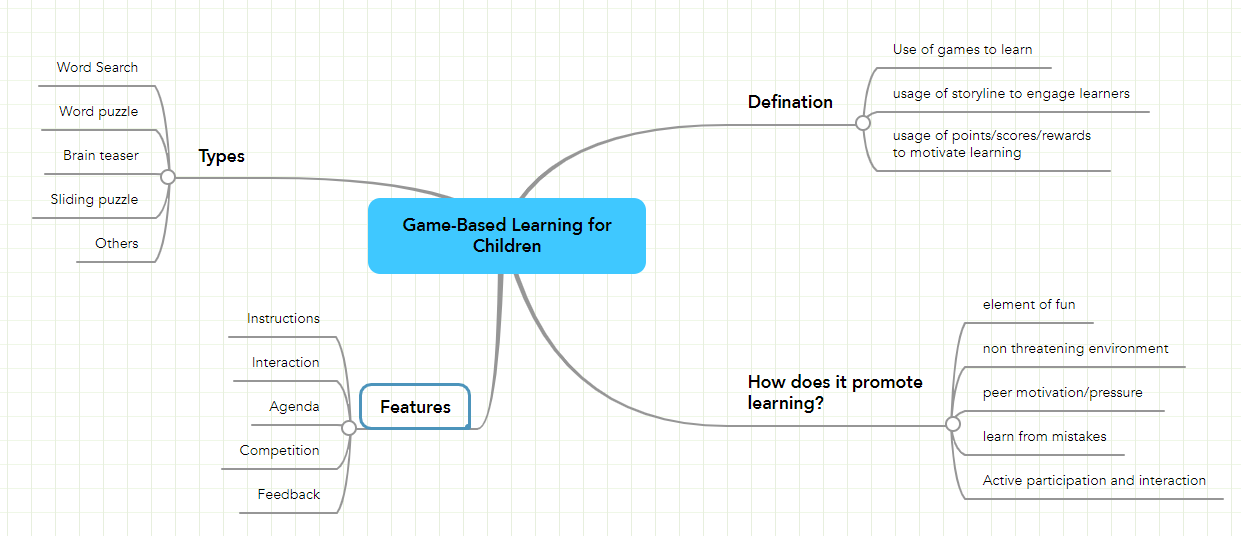 Game-Based Learning for
Children
Defination
Use of games to learn
usage of storyline to engage learners
usage of points/scores/rewards
to motivate learning
How does it promote
learning?
element of fun
non threatening environment
peer motivation/pressure
learn from mistakes
Active participation and interaction
Features
Instructions
Interaction
Agenda
Competition
Feedback
Types
Word Search
Word puzzle
Brain teaser
Sliding puzzle
Others